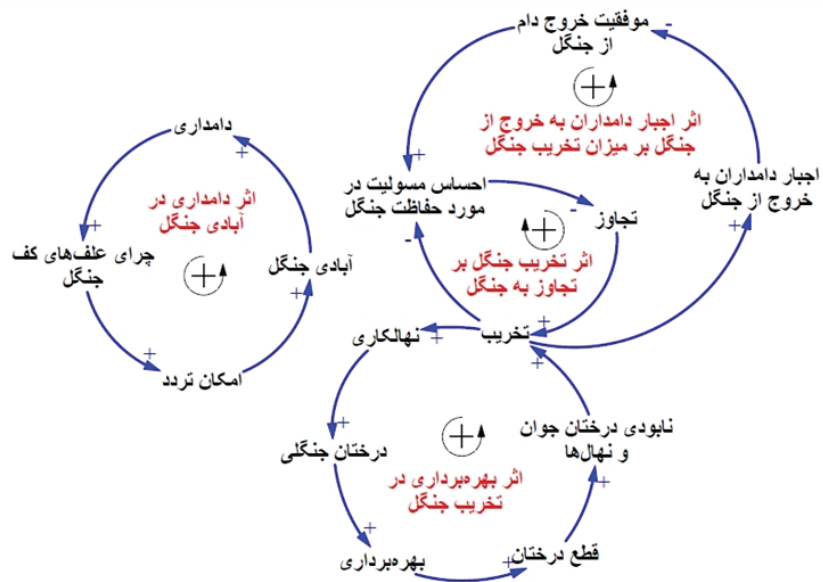 موفقیت خروج دام
از جنگل
-
+
اثر اجبار دامداران به خروج از
جنگل بر میزان تخریب جنگل
اجبار دامداران به
خروج از جنگل
+
+
احساس مسولیت در
مورد حفاظت جنگل
-
-
تجاوز
+
اثر تخریب جنگل بر
تجاوز به جنگل
+
تخریب
+
+
دامداری
+
+
اثر دامداری در
آبادی جنگل
+
چرای علف‌های کف
جنگل
آبادی جنگل
+
+
امکان تردد
نهالکاری
+
درختان جنگلی
+
+
اثر بهره‌برداری در
تخریب جنگل
نابودی درختان جوان
و نهال‌ها
+
قطع درختان
+
بهره‌برداری